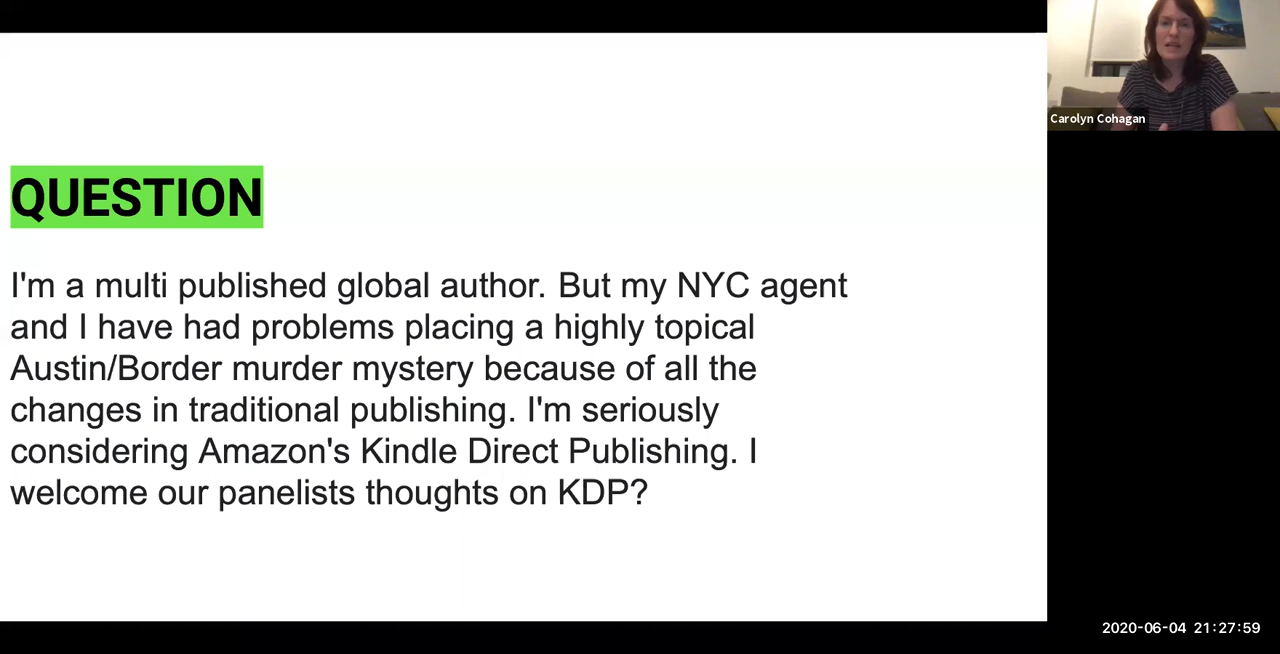 QUESTION
I'm a multi published global author. But my NYC agent
and I have had problems placing a highly topical
Austin/Border murder mystery because of all the
changes in traditional publishing. I'm seriously
considering Amazon's Kindle Direct Publishing. I
welcome our panelists thoughts on KDP?
Carolyn Cohagan
2020-06-04 21:27:59